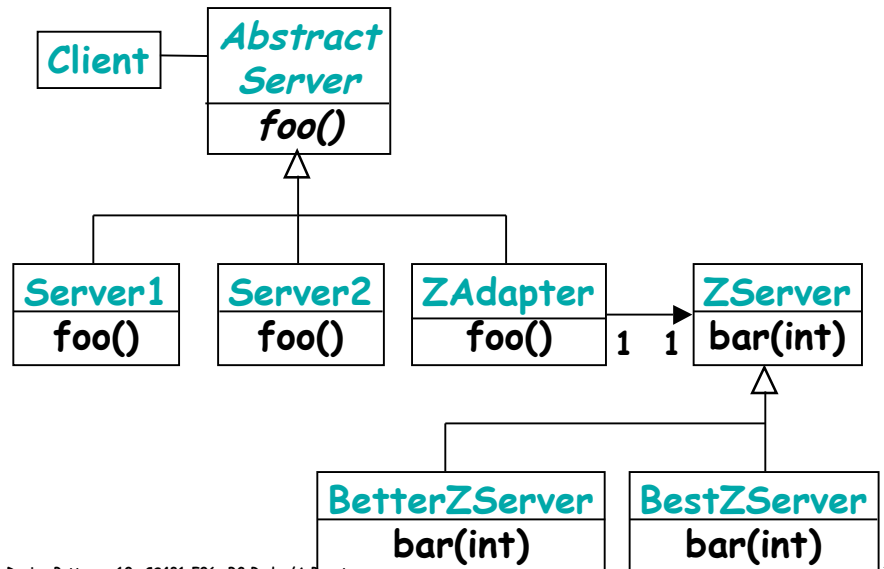 Client
Abstract
Server
foo()
Server1
foo()
Server2
foo()
ZAdapter
foo()
1 1
ZServer
bar(int)
BetterZServer
bar(int)
BestZServer
bar(int)